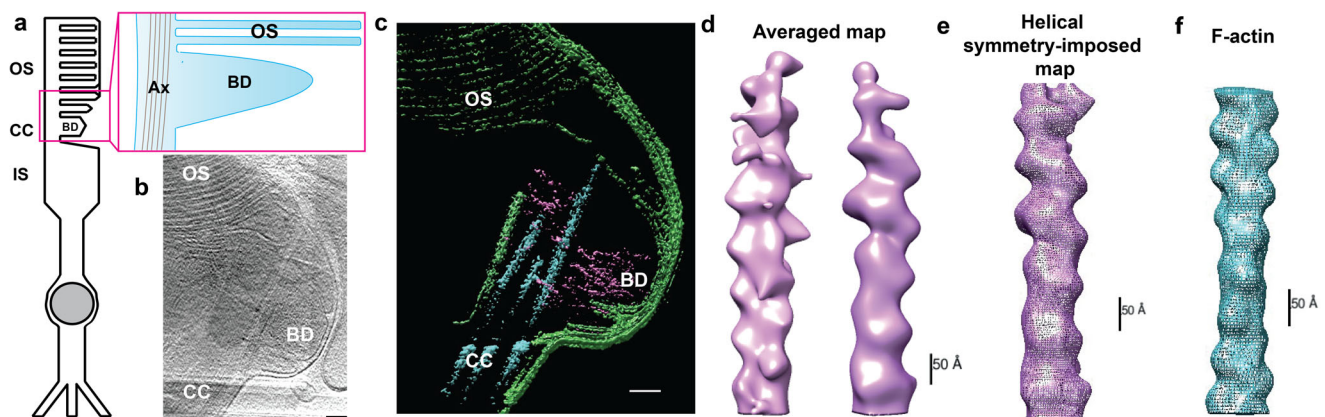 a
OS
CC
IS
BD
OS
Ax
BD
b
OS
BD
CC
c
OS
BD
CC
d
Averaged map
50 Å
e
Helical
symmetry-imposed
map
50 Å
f
F-actin
50 Å